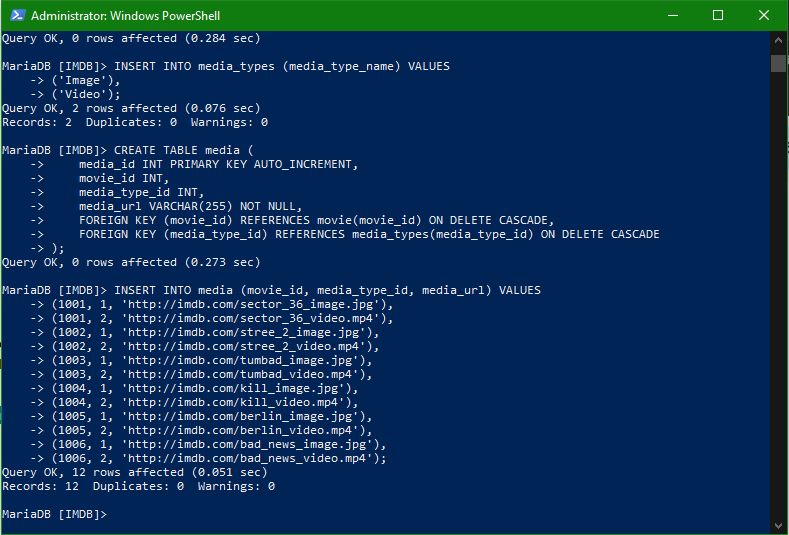 Administrator: Windows PowerShell
Query OK, 0 rows affected (0.284 sec)
MariaDB [IMDB]> INSERT INTO media_types (media_type_name) VALUES
    -> ('Image'),
    -> ('Video');
Query OK, 2 rows affected (0.076 sec)
Records: 2  Duplicates: 0  Warnings: 0
MariaDB [IMDB]> CREATE TABLE media (
    ->     media_id INT PRIMARY KEY AUTO_INCREMENT,
    ->     movie_id INT,
    ->     media_type_id INT,
    ->     media_url VARCHAR(255) NOT NULL,
    ->     FOREIGN KEY (movie_id) REFERENCES movie(movie_id) ON DELETE CASCADE,
    ->     FOREIGN KEY (media_type_id) REFERENCES media_types(media_type_id) ON DELETE CASCADE
    -> );
Query OK, 0 rows affected (0.273 sec)
MariaDB [IMDB]> INSERT INTO media (movie_id, media_type_id, media_url) VALUES
    -> (1001, 1, 'http://imdb.com/sector_36_image.jpg'),
    -> (1001, 2, 'http://imdb.com/sector_36_video.mp4'),
    -> (1002, 1, 'http://imdb.com/stree_2_image.jpg'),
    -> (1002, 2, 'http://imdb.com/stree_2_video.mp4'),
    -> (1003, 1, 'http://imdb.com/tumbad_image.jpg'),
    -> (1003, 2, 'http://imdb.com/tumbad_video.mp4'),
    -> (1004, 1, 'http://imdb.com/kill_image.jpg'),
    -> (1004, 2, 'http://imdb.com/kill_video.mp4'),
    -> (1005, 1, 'http://imdb.com/berlin_image.jpg'),
    -> (1005, 2, 'http://imdb.com/berlin_video.mp4'),
    -> (1006, 1, 'http://imdb.com/bad_news_image.jpg'),
    -> (1006, 2, 'http://imdb.com/bad_news_video.mp4');
Query OK, 12 rows affected (0.051 sec)
Records: 12  Duplicates: 0  Warnings: 0
MariaDB [IMDB]>